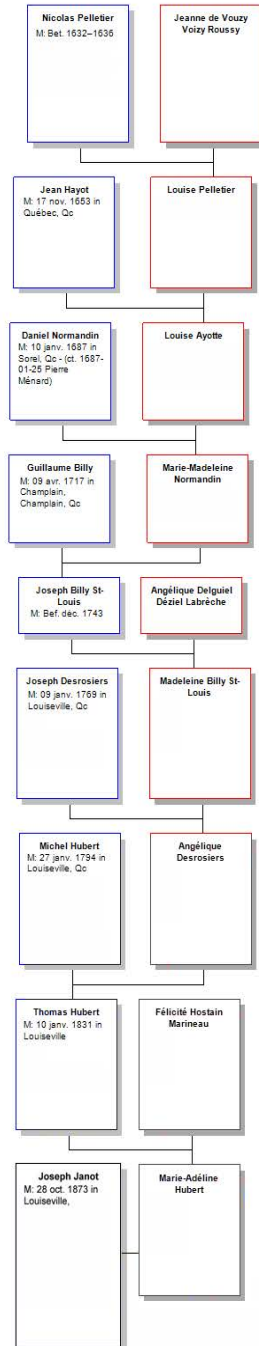 Nicolas Pelletier
M: Bet. 1632–1636
Jeanne de Vouzy
Voizy Roussy
Jean Hayot
M: 17 nov. 1653 in
Québec, Qc
Louise Pelletier
Daniel Normandin
M: 10 janv. 1687 in
Sorel, Qc - (ct. 1687-
01-25 Pierre
Ménard)
Louise Ayotte
Guillaume Billy
M: 09 avr. 1717 in
Champlain,
Champlain, Qc
Marie-Madeleine
Normandin
Joseph Billy St-
Louis
M: Bef. déc. 1743
Angélique Delguiel
Déziel Labrèche
Joseph Desrosiers
M: 09 janv. 1769 in
Louiseville, Qc
Madeleine Billy St-
Louis
Michel Hubert
M: 27 janv. 1794 in
Louiseville, Qc
Angélique
Desrosiers
Thomas Hubert
M: 10 janv. 1831 in
Louiseville
Félicité Hostain
Marineau
Joseph Janot
M: 28 oct. 1873 in
Louiseville,
Marie-Adéline
Hubert